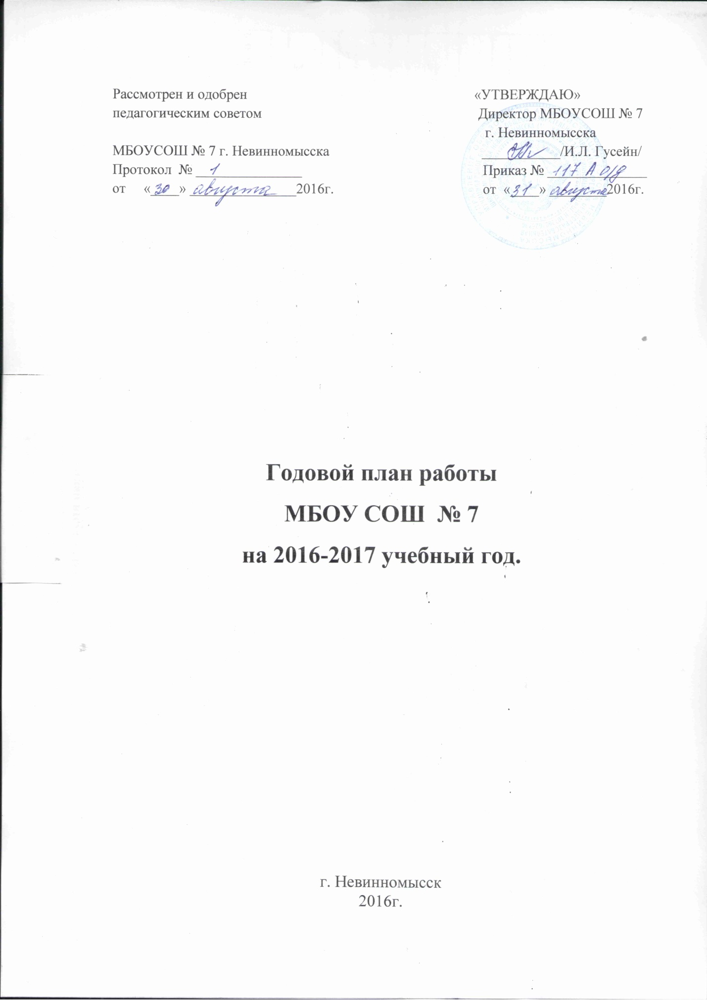 Рассмотрен и одобрен
педагогическим советом
МБОУСОШ № 7 г. Невинномысска
Протокол № 1
от « 30 » августа 2016г.
«УТВЕРЖДАЮ»
Директор МБОУСОШ № 7
г. Невинномысска
/И.Л. Гусейн/
Приказ № 117 А о/д
от « 31 » августа 2016г.
Годовой план работы
МБОУ СОШ № 7
на 2016-2017 учебный год.
г. Невинномысск
2016г.